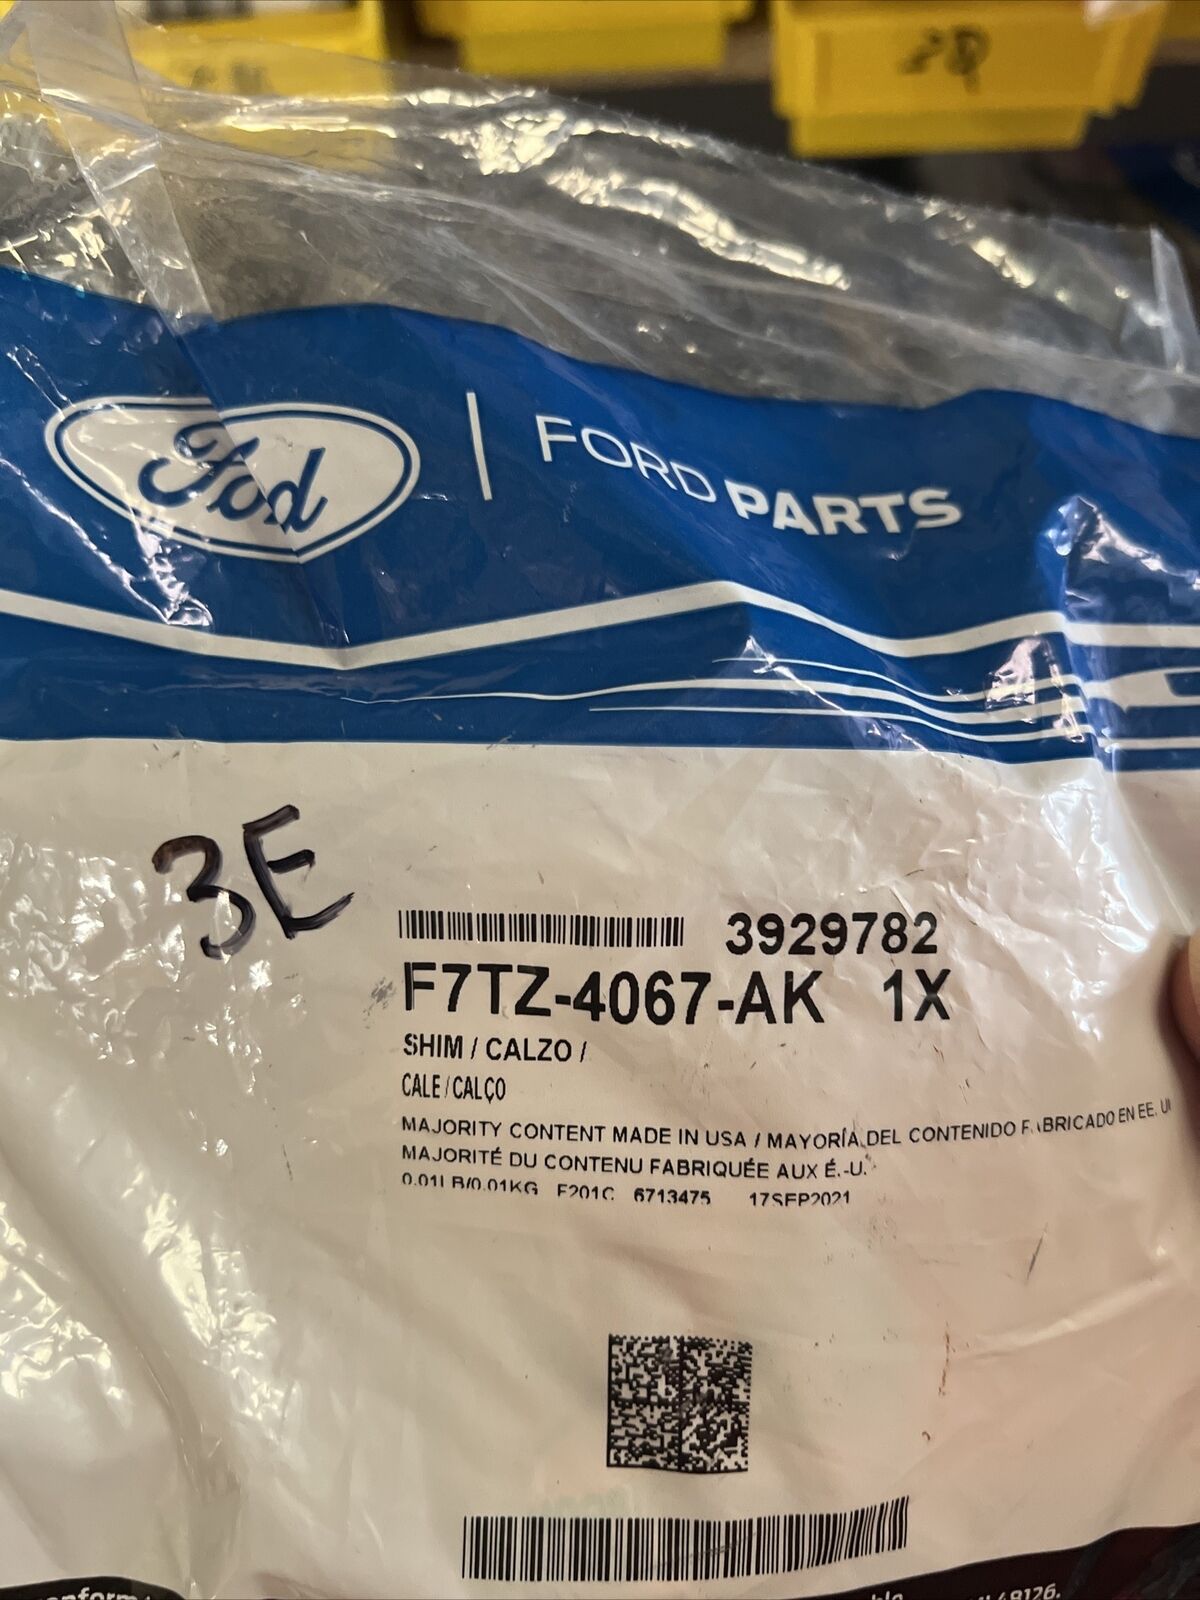 Ford
FORD PARTS
3E
3929782
F7TZ-4067-AK 1X
SHIM / CALZO /
CALE / CALÇO
MAJORITY CONTENT MADE IN USA / MAYORÍA DEL CONTENIDO FABRICADO EN EE. U
MAJORITÉ DU CONTENU FABRIQUÉE AUX É.-U.
0.01LB/0.01KG F201C 6713475 17SEP2021
48126.